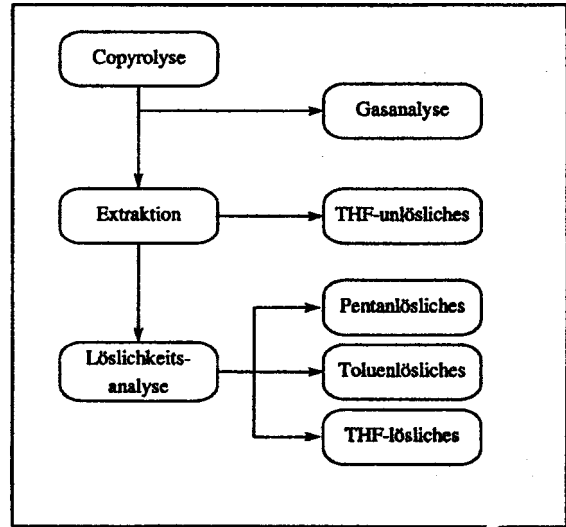 Copyrolyse
Gasanalyse
Extraktion
THF-unlösliches
Pentanlösliches
Löslichkeits-
analyse
Toluenlösliches
THF-lösliches